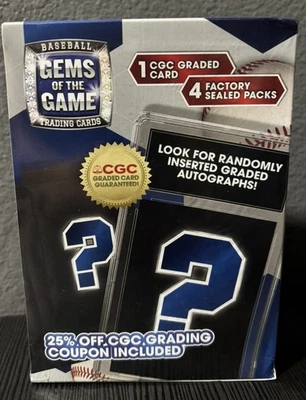 BASEBALL
GEMS
OF THE
GAME
TRADING CARDS
1 CGC GRADED
CARD
4 FACTORY
SEALED PACKS
LOOK FOR RANDOMLY
INSERTED GRADED
AUTOGRAPHS!
CGC
GRADED CARD
GUARANTEED!
?
?
25% OFF CGC GRADING
COUPON INCLUDED